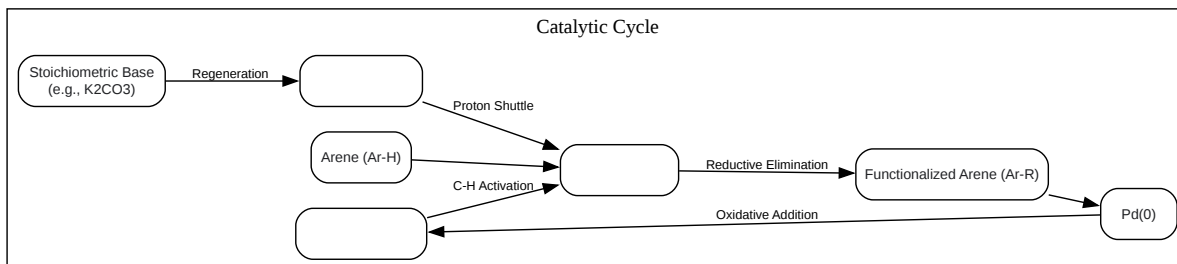 Catalytic Cycle
Stoichiometric Base
(e.g., K2CO3)
Regeneration
Proton Shuttle
Arene (Ar-H)
C-H Activation
Reductive Elimination
Functionalized Arene (Ar-R)
Oxidative Addition
Pd(0)